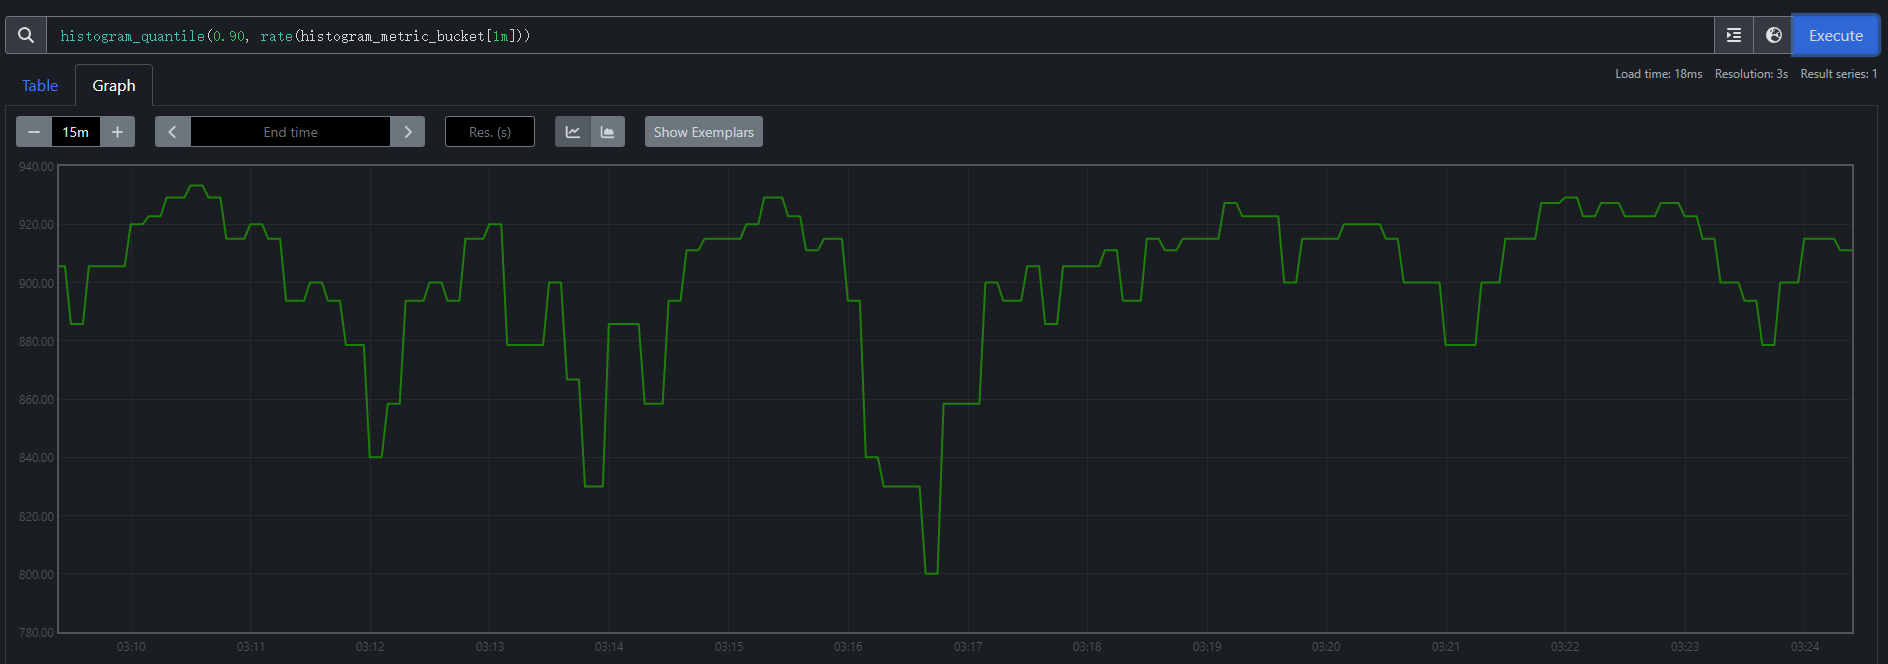 histogram_quantile(0.90, rate(histogram_metric_bucket[1m]))
Execute
Table
Graph
Load time: 18ms Resolution: 3s Result series: 1
15m
End time
Res. (s)
Show Exemplars
940.00
920.00
900.00
880.00
860.00
840.00
820.00
800.00
780.00
03:10 03:11 03:12 03:13 03:14 03:15 03:16 03:17 03:18 03:19 03:20 03:21 03:22 03:23 03:24